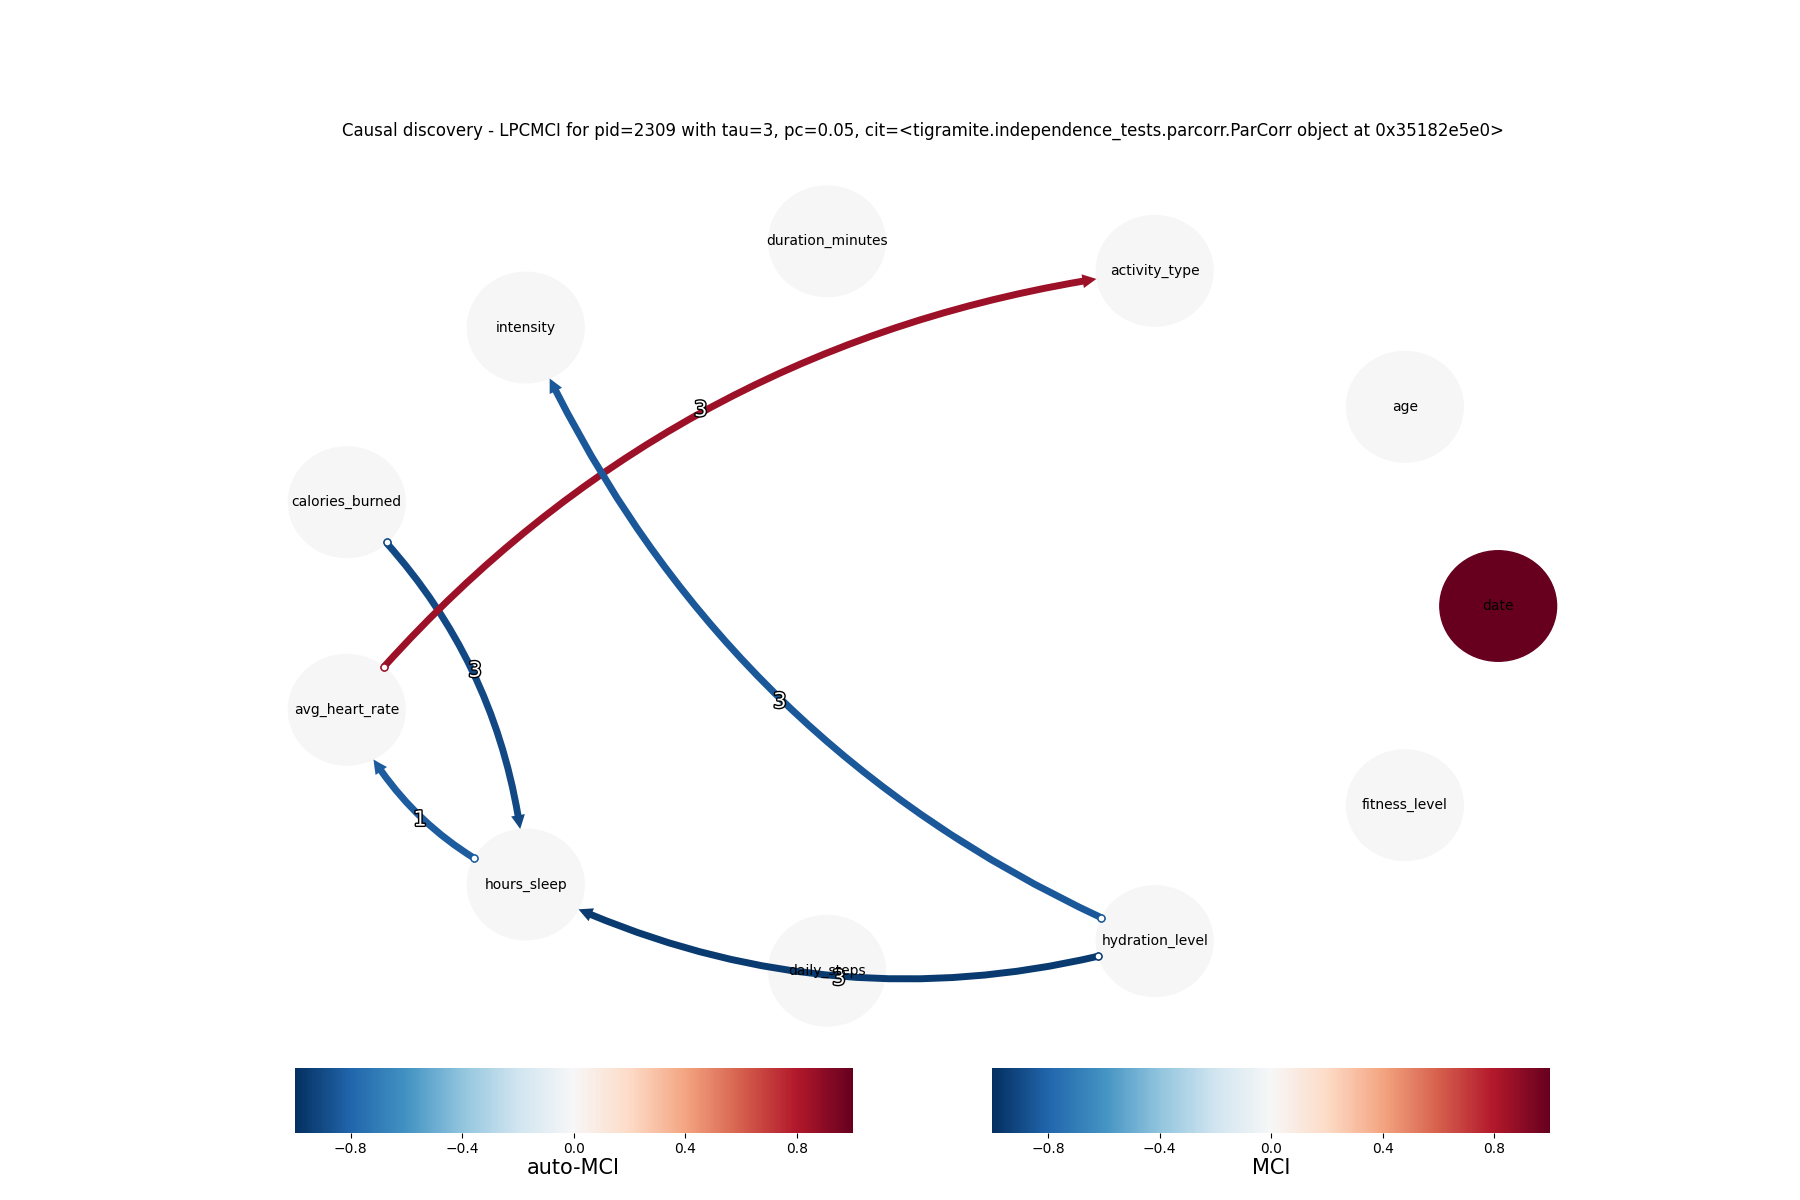 Causal discovery - LPCMCI for pid=2309 with tau=3, pc=0.05, cit=<tigramite.independence_tests.parcorr.ParCorr object at 0x35182e5e0>
duration_minutes
activity_type
intensity
age
3
calories_burned
date
3
3
avg_heart_rate
fitness_level
1
hours_sleep
hydration_level
daily_steps
3
−0.8 −0.4 0.0 0.4 0.8
auto-MCI
−0.8 −0.4 0.0 0.4 0.8
MCI